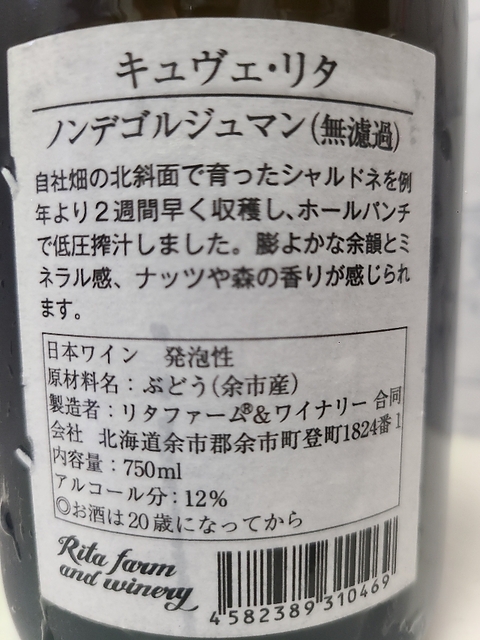 キュヴェ・リタ
ノンデゴルジュマン(無濾過)
自社畑の北斜面で育ったシャルドネを例
年より2週間早く収穫し、ホールバンチ
で低圧搾汁しました。膨よかな余韻とミ
ネラル感、ナッツや森の香りが感じられ
ます。
日本ワイン 発泡性
原材料名:ぶどう(余市産)
製造者:リタファーム®&ワイナリー 合同
会社 北海道余市郡余市町登町1824番1
内容量:750ml
アルコール分:12%
◎お酒は20歳になってから
Rita farm
and winery
4582389310469